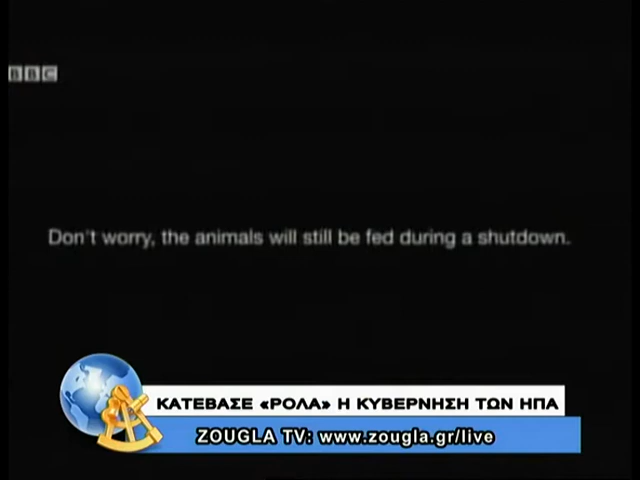 BBC
Don't worry, the animals will still be fed during a shutdown.
ΚΑΤΕΒΑΣΕ «ΡΟΛΑ» Η ΚΥΒΕΡΝΗΣΗ ΤΩΝ ΗΠΑ
ZOUGLA TV: www.zougla.gr/live